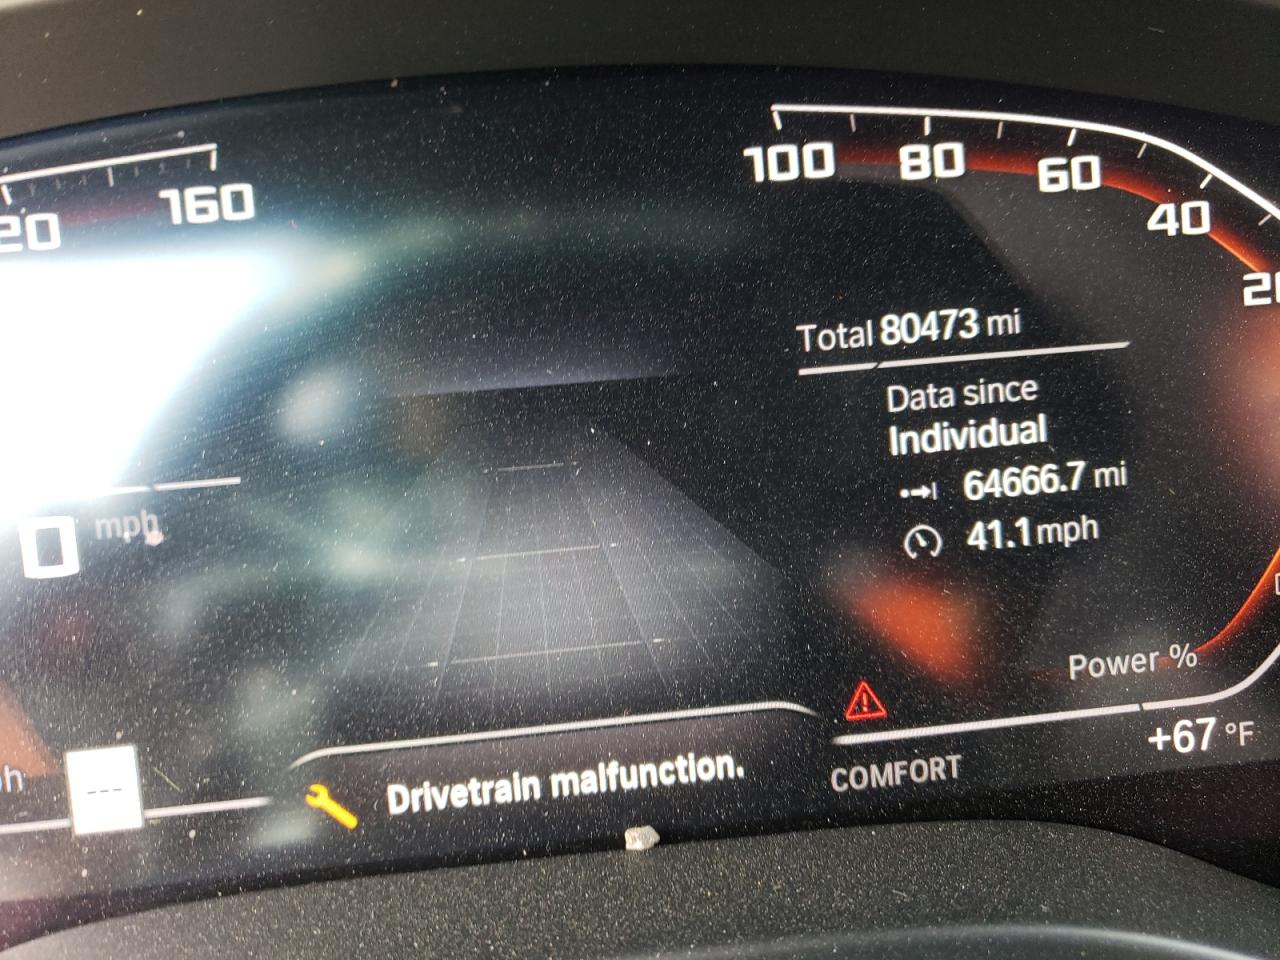 160
100 80 60 40
Total 80473 mi
Data since
Individual
64666.7 mi
0 mph
41.1 mph
Power %
+67 °F
Drivetrain malfunction.
COMFORT
---